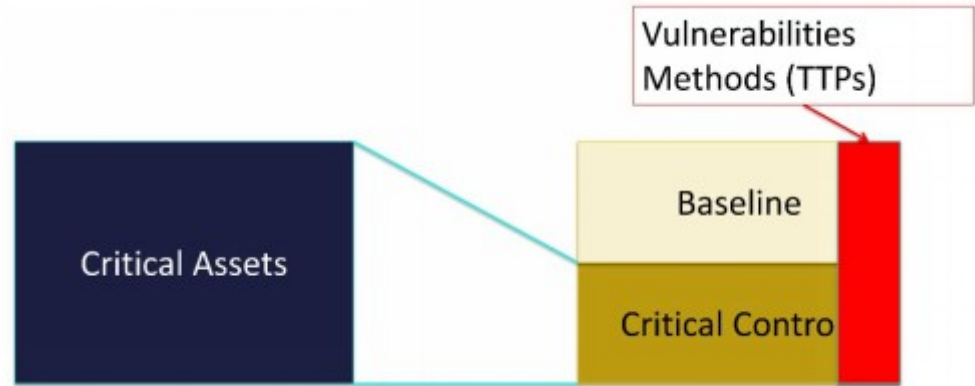 Vulnerabilities
Methods (TTPs)
Baseline
Critical Assets
Critical Contro